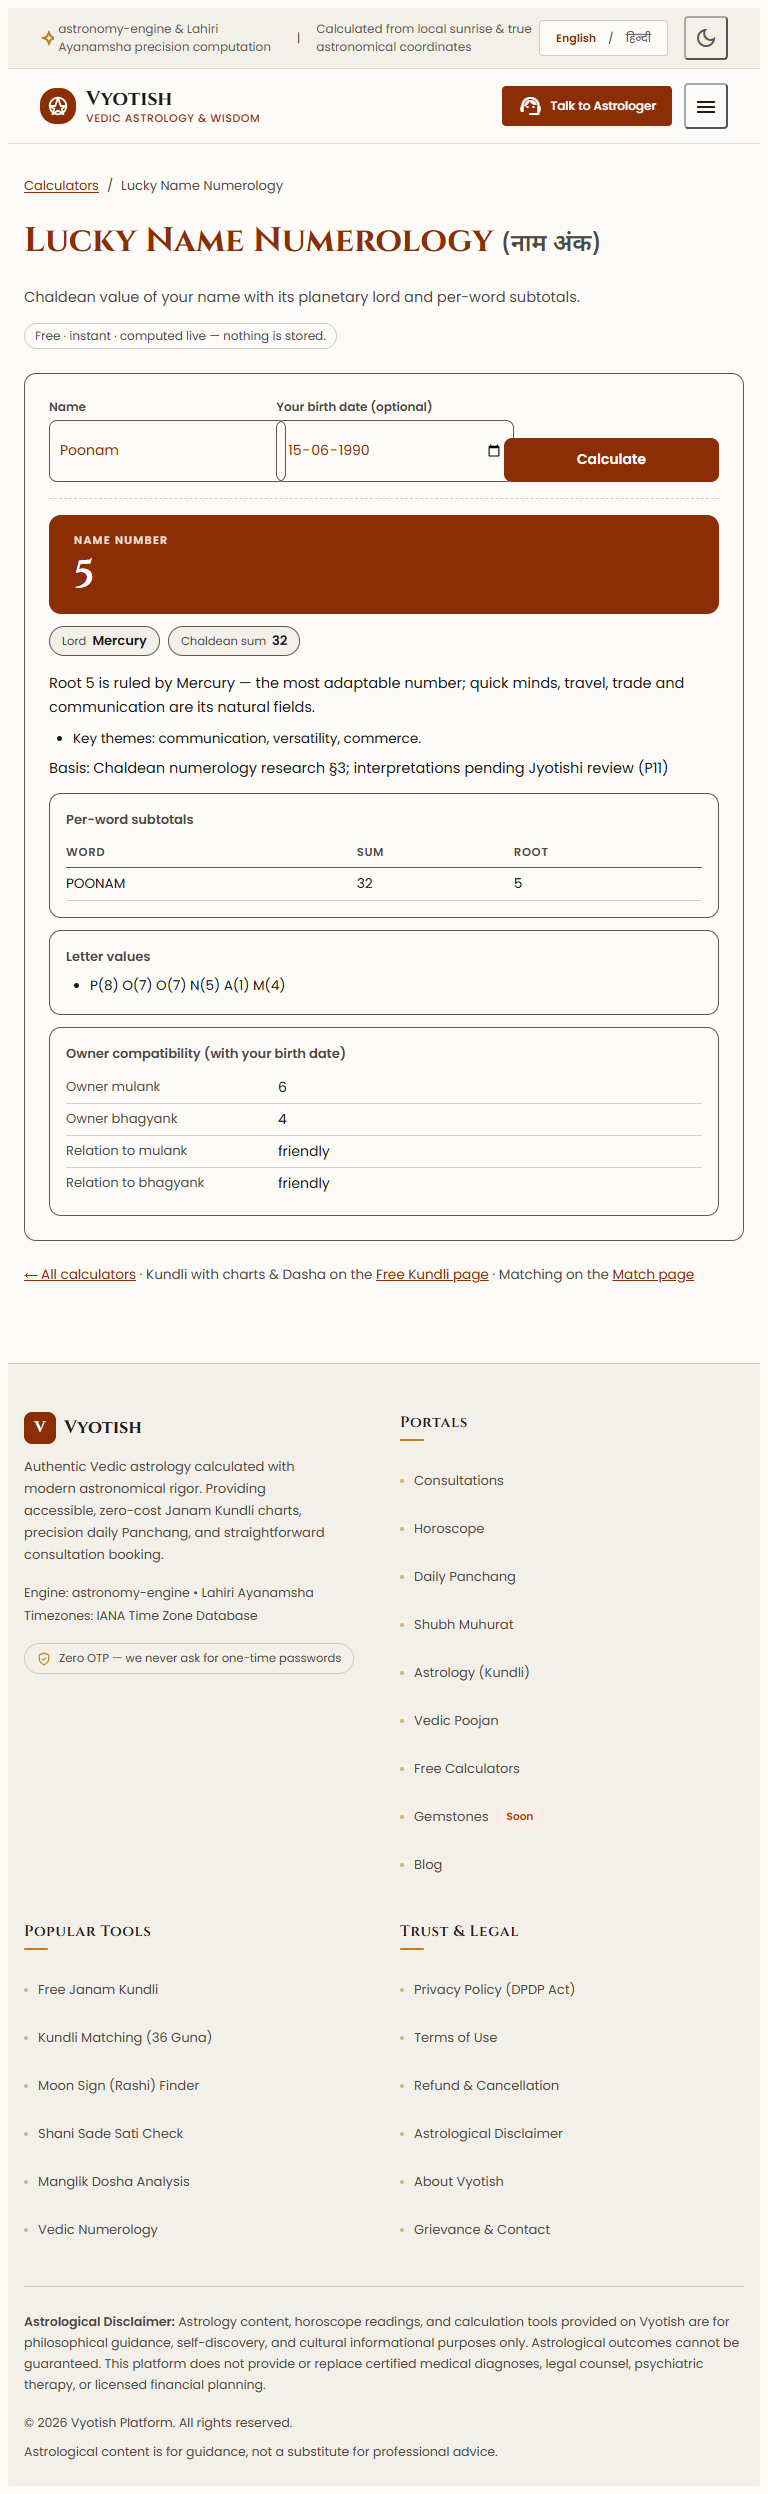 astronomy-engine & Lahiri
Ayanamsha precision computation
|
Calculated from local sunrise & true
astronomical coordinates
English / हिन्दी
VYOTISH
VEDIC ASTROLOGY & WISDOM
Talk to Astrologer
Calculators / Lucky Name Numerology
LUCKY NAME NUMEROLOGY (नाम अंक)
Chaldean value of your name with its planetary lord and per-word subtotals.
Free · instant · computed live — nothing is stored.
Name
Your birth date (optional)
Poonam
15-06-1990
Calculate
NAME NUMBER
5
Lord Mercury
Chaldean sum 32
Root 5 is ruled by Mercury — the most adaptable number; quick minds, travel, trade and
communication are its natural fields.
• Key themes: communication, versatility, commerce.
Basis: Chaldean numerology research §3; interpretations pending Jyotishi review (P11)
Per-word subtotals
WORD SUM ROOT
POONAM 32 5
Letter values
• P(8) O(7) O(7) N(5) A(1) M(4)
Owner compatibility (with your birth date)
Owner mulank 6
Owner bhagyank 4
Relation to mulank friendly
Relation to bhagyank friendly
← All calculators · Kundli with charts & Dasha on the Free Kundli page · Matching on the Match page
V VYOTISH
Authentic Vedic astrology calculated with
modern astronomical rigor. Providing
accessible, zero-cost Janam Kundli charts,
precision daily Panchang, and straightforward
consultation booking.
Engine: astronomy-engine • Lahiri Ayanamsha
Timezones: IANA Time Zone Database
Zero OTP — we never ask for one-time passwords
PORTALS
Consultations
Horoscope
Daily Panchang
Shubh Muhurat
Astrology (Kundli)
Vedic Poojan
Free Calculators
Gemstones Soon
Blog
POPULAR TOOLS
Free Janam Kundli
Kundli Matching (36 Guna)
Moon Sign (Rashi) Finder
Shani Sade Sati Check
Manglik Dosha Analysis
Vedic Numerology
TRUST & LEGAL
Privacy Policy (DPDP Act)
Terms of Use
Refund & Cancellation
Astrological Disclaimer
About Vyotish
Grievance & Contact
Astrological Disclaimer: Astrology content, horoscope readings, and calculation tools provided on Vyotish are for
philosophical guidance, self-discovery, and cultural informational purposes only. Astrological outcomes cannot be
guaranteed. This platform does not provide or replace certified medical diagnoses, legal counsel, psychiatric
therapy, or licensed financial planning.
© 2026 Vyotish Platform. All rights reserved.
Astrological content is for guidance, not a substitute for professional advice.